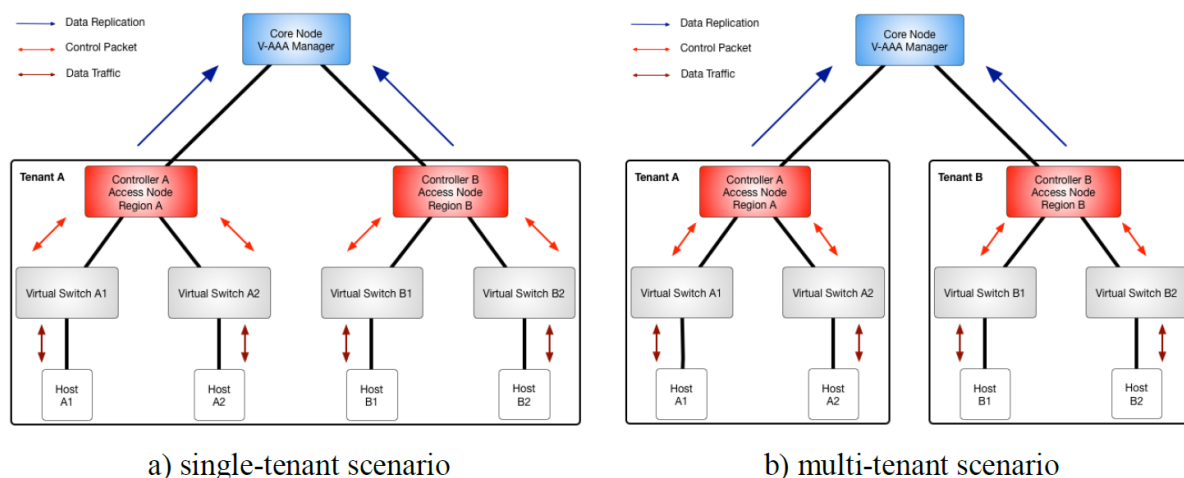 Data Replication
Control Packet
Data Traffic
Core Node
V-AAA Manager
Tenant A
Controller A
Access Node
Region A
Controller B
Access Node
Region B
Virtual Switch A1
Virtual Switch A2
Virtual Switch B1
Virtual Switch B2
Host
A1
Host
A2
Host
B1
Host
B2
a) single-tenant scenario
Data Replication
Control Packet
Data Traffic
Core Node
V-AAA Manager
Tenant A
Controller A
Access Node
Region A
Tenant B
Controller B
Access Node
Region B
Virtual Switch A1
Virtual Switch A2
Virtual Switch B1
Virtual Switch B2
Host
A1
Host
A2
Host
B1
Host
B2
b) multi-tenant scenario